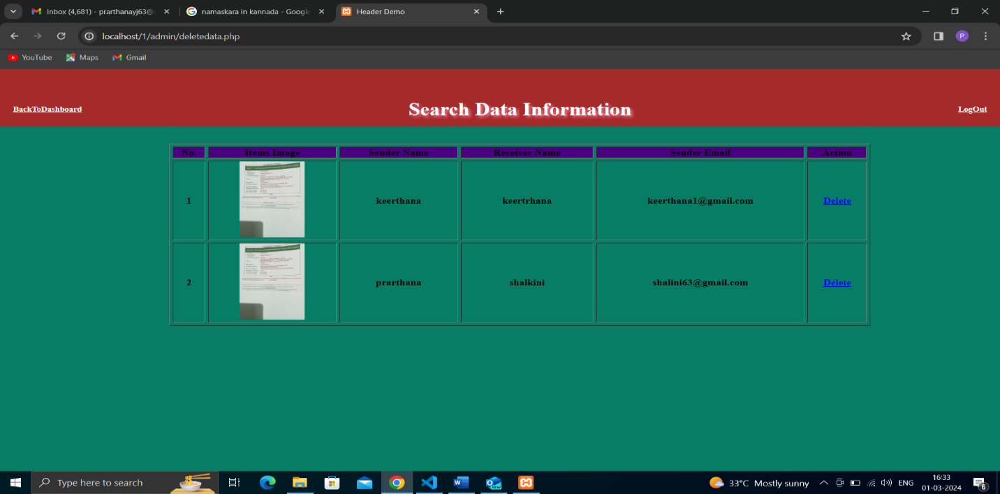 Inbox (4,681) - prarthanayj63@
namaskara in kannada - Google
Header Demo
localhost/1/admin/deletedata.php
YouTube
Maps
Gmail
BackToDashboard
Search Data Information
LogOut
No. Items Image Sender Name Receiver Name Sender Email Action
1 keerthana keertrhana keerthana1@gmail.com Delete
2 prarthana shalkini shalini63@gmail.com Delete
Type here to search
33°C Mostly sunny
ENG
16:33
01-03-2024
6